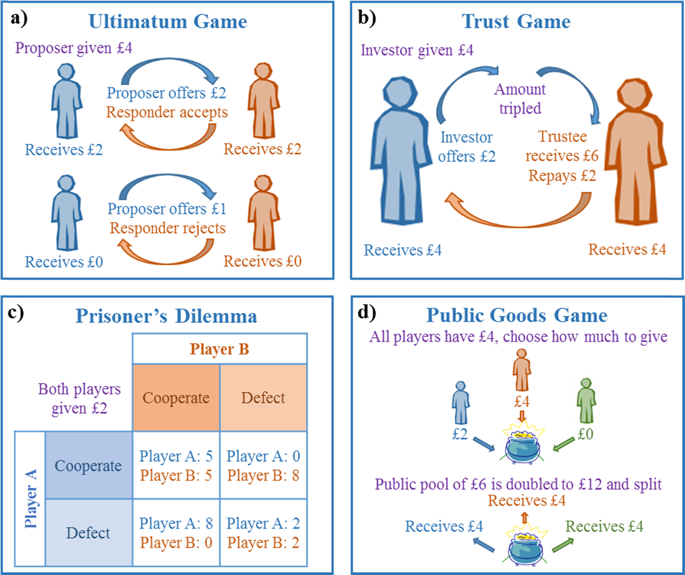 a)
Ultimatum Game
Proposer given £4
Proposer offers £2
Responder accepts
Receives £2
Receives £2
Proposer offers £1
Responder rejects
Receives £0
Receives £0
b)
Trust Game
Investor given £4
Amount
tripled
Investor
offers £2
Trustee
receives £6
Repays £2
Receives £4
Receives £4
c)
Prisoner’s Dilemma
Player B
Both players
given £2
Cooperate
Defect
Player A
Cooperate
Player A: 5
Player B: 5
Player A: 0
Player B: 8
Defect
Player A: 8
Player B: 0
Player A: 2
Player B: 2
d)
Public Goods Game
All players have £4, choose how much to give
£4
£2
£0
Public pool of £6 is doubled to £12 and split
Receives £4
Receives £4
Receives £4